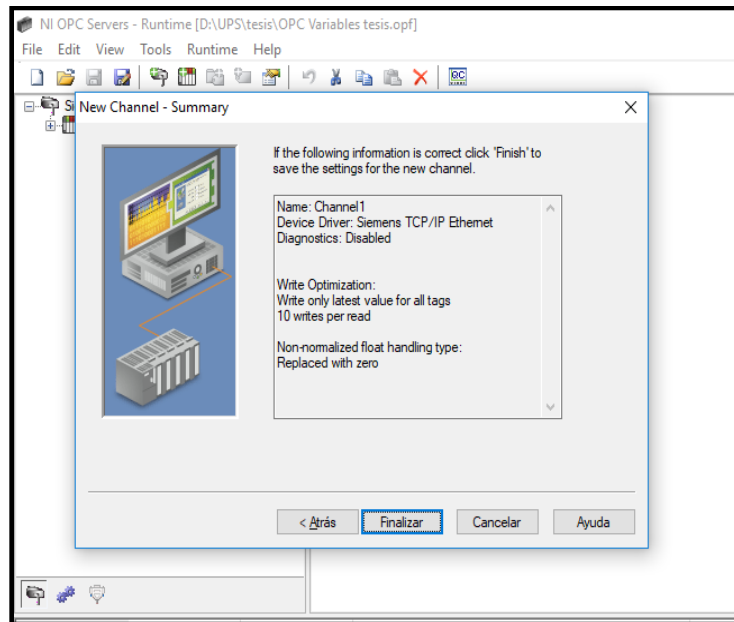 NI OPC Servers - Runtime [D:\UPS\tesis\OPC Variables tesis.opf]
File Edit View Tools Runtime Help
QC
Si
New Channel - Summary
If the following information is correct click 'Finish' to
save the settings for the new channel.
Name: Channel1
Device Driver: Siemens TCP/IP Ethernet
Diagnostics: Disabled
Write Optimization:
Write only latest value for all tags
10 writes per read
Non-normalized float handling type:
Replaced with zero
< Atrás Finalizar Cancelar Ayuda